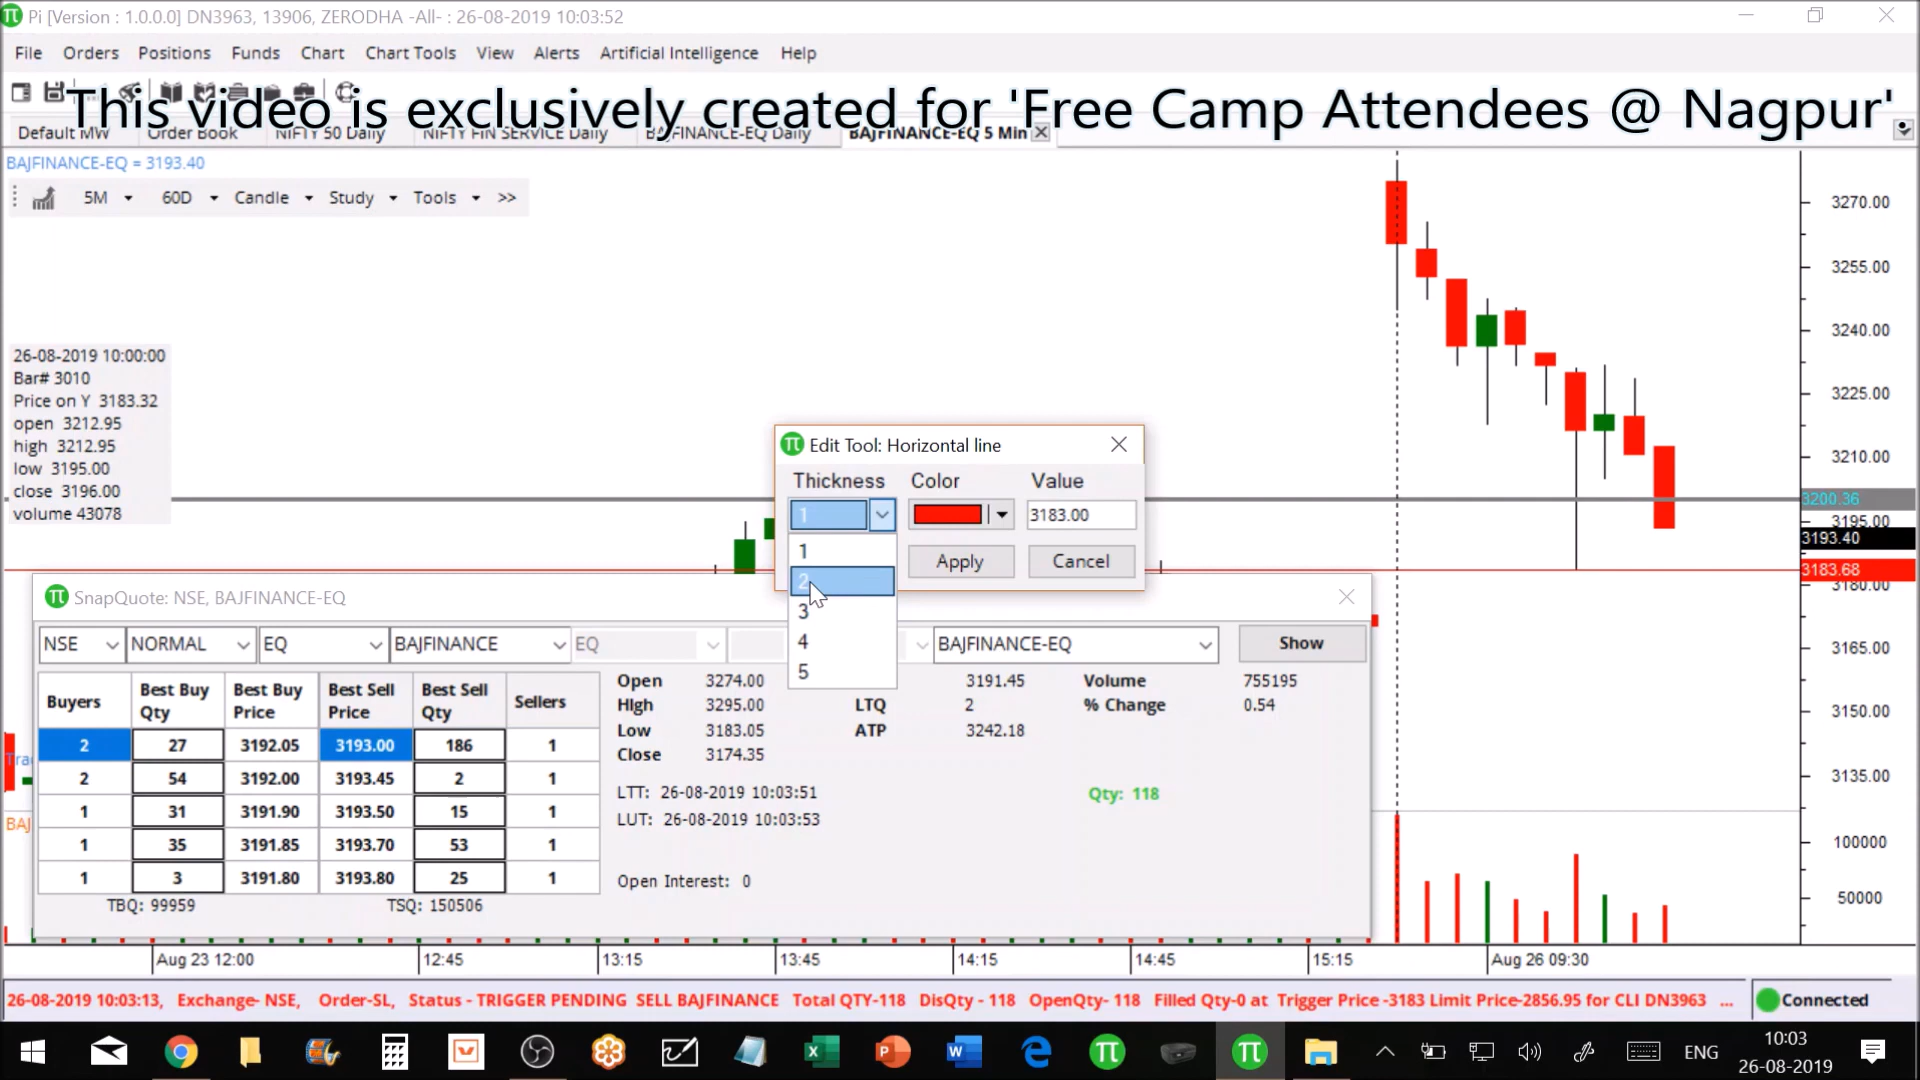 Pi [Version : 1.0.0.0] DN3963, 13906, ZERODHA -All- : 26-08-2019 10:03:52
File Orders Positions Funds Chart Chart Tools View Alerts Artificial Intelligence Help
This video is exclusively created for 'Free Camp Attendees @ Nagpur'
Default MW Order Book NIFTY 50 Daily NIFTY FIN SERVICE Daily BAJFINANCE-EQ Daily BAJFINANCE-EQ 5 Min
BAJFINANCE-EQ = 3193.40
5M 60D Candle Study Tools >>
3270.00
3255.00
3240.00
3225.00
3210.00
3200.36
3195.00
3193.40
3183.68
3180.00
3165.00
3150.00
3135.00
100000
50000
26-08-2019 10:00:00
Bar# 3010
Price on Y 3183.32
open 3212.95
high 3212.95
low 3195.00
close 3196.00
volume 43078
Edit Tool: Horizontal line
Thickness Color Value
1 3183.00
Apply Cancel
1
2
3
4
5
SnapQuote: NSE, BAJFINANCE-EQ
NSE NORMAL EQ BAJFINANCE EQ BAJFINANCE-EQ Show
Buyers Best Buy Qty Best Buy Price Best Sell Price Best Sell Qty Sellers
2 27 3192.05 3193.00 186 1
2 54 3192.00 3193.45 2 1
1 31 3191.90 3193.50 15 1
1 35 3191.85 3193.70 53 1
1 3 3191.80 3193.80 25 1
TBQ: 99959 TSQ: 150506
Open 3274.00 3191.45 Volume 755195
High 3295.00 LTQ 2 % Change 0.54
Low 3183.05 ATP 3242.18
Close 3174.35
LTT: 26-08-2019 10:03:51 Qty: 118
LUT: 26-08-2019 10:03:53
Open Interest: 0
Aug 23 12:00 12:45 13:15 13:45 14:15 14:45 15:15 Aug 26 09:30
26-08-2019 10:03:13, Exchange- NSE, Order-SL, Status - TRIGGER PENDING SELL BAJFINANCE Total QTY-118 DisQty - 118 OpenQty- 118 Filled Qty-0 at Trigger Price -3183 Limit Price-2856.95 for CLI DN3963 ... Connected
ENG
10:03
26-08-2019